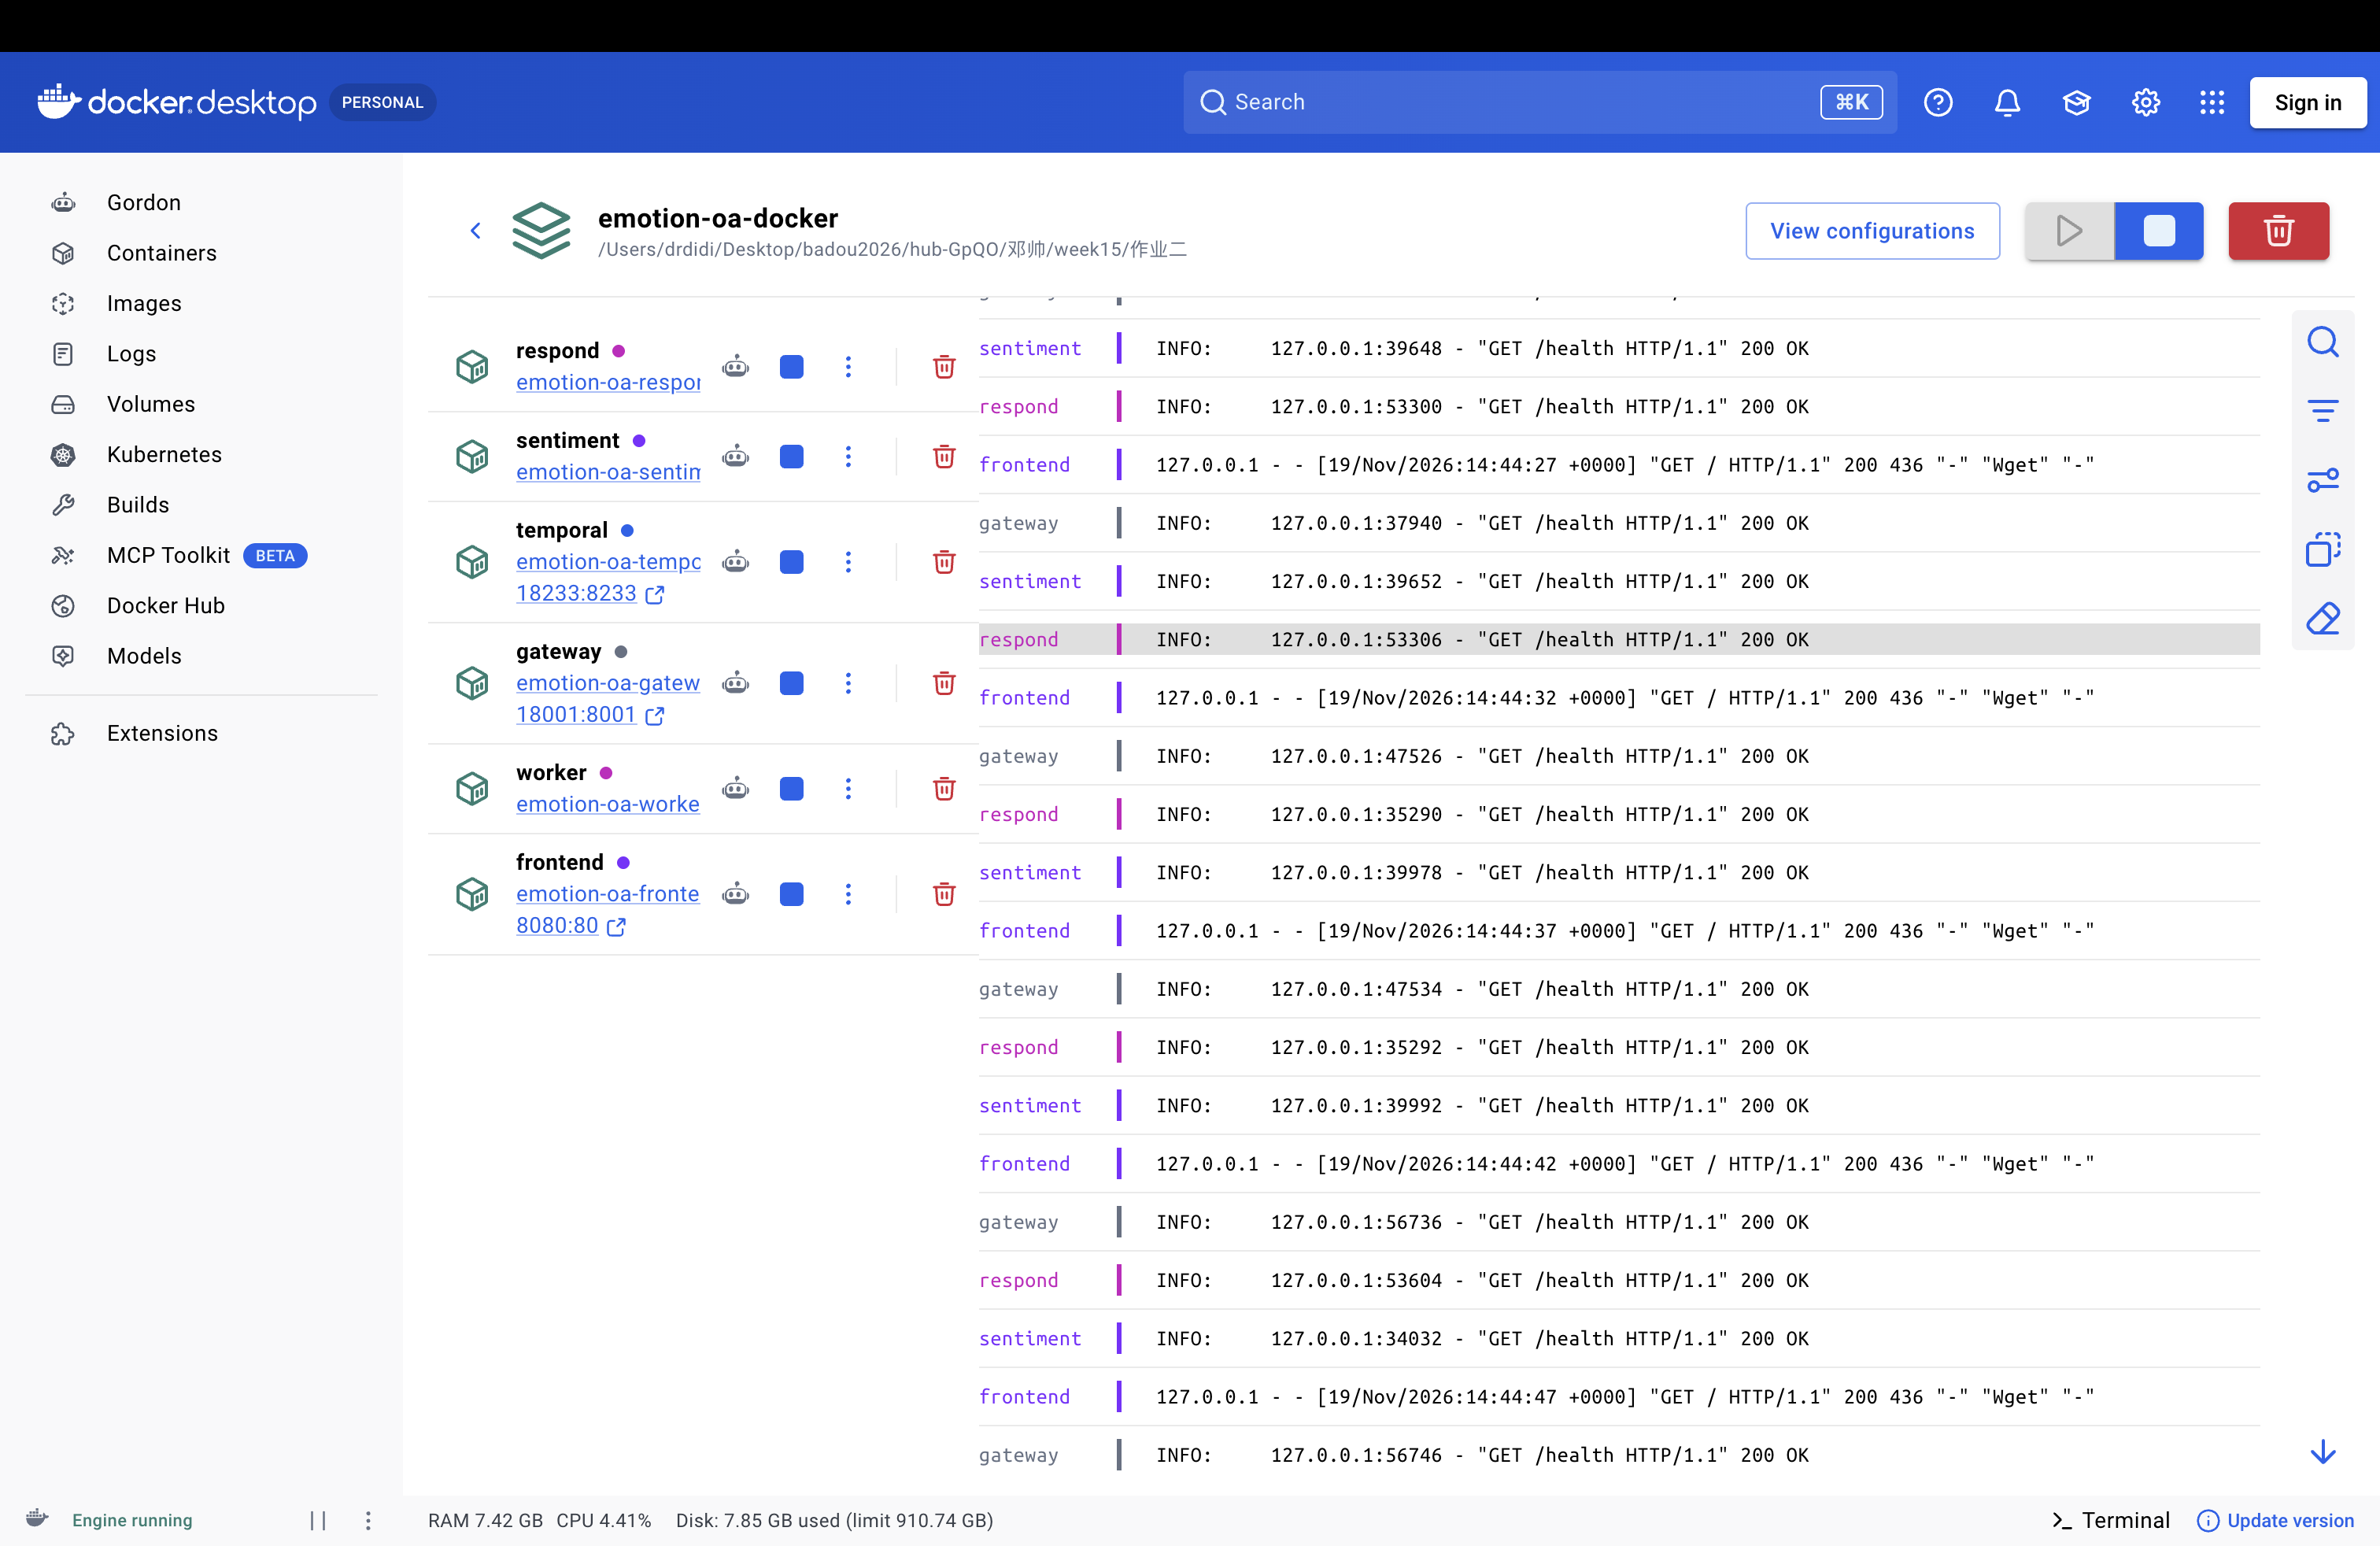 docker desktop PERSONAL
Search ⌘K
Sign in
Gordon
Containers
Images
Logs
Volumes
Kubernetes
Builds
MCP Toolkit BETA
Docker Hub
Models
Extensions
emotion-oa-docker
/Users/drdidi/Desktop/badou2026/hub-GpQO/邓帅/week15/作业二
View configurations
respond
emotion-oa-respor
sentiment
emotion-oa-sentim
temporal
emotion-oa-tempo
18233:8233
gateway
emotion-oa-gatew
18001:8001
worker
emotion-oa-worke
frontend
emotion-oa-fronte
8080:80
sentiment INFO: 127.0.0.1:39648 - "GET /health HTTP/1.1" 200 OK
respond INFO: 127.0.0.1:53300 - "GET /health HTTP/1.1" 200 OK
frontend 127.0.0.1 - - [19/Nov/2026:14:44:27 +0000] "GET / HTTP/1.1" 200 436 "-" "Wget" "-"
gateway INFO: 127.0.0.1:37940 - "GET /health HTTP/1.1" 200 OK
sentiment INFO: 127.0.0.1:39652 - "GET /health HTTP/1.1" 200 OK
respond INFO: 127.0.0.1:53306 - "GET /health HTTP/1.1" 200 OK
frontend 127.0.0.1 - - [19/Nov/2026:14:44:32 +0000] "GET / HTTP/1.1" 200 436 "-" "Wget" "-"
gateway INFO: 127.0.0.1:47526 - "GET /health HTTP/1.1" 200 OK
respond INFO: 127.0.0.1:35290 - "GET /health HTTP/1.1" 200 OK
sentiment INFO: 127.0.0.1:39978 - "GET /health HTTP/1.1" 200 OK
frontend 127.0.0.1 - - [19/Nov/2026:14:44:37 +0000] "GET / HTTP/1.1" 200 436 "-" "Wget" "-"
gateway INFO: 127.0.0.1:47534 - "GET /health HTTP/1.1" 200 OK
respond INFO: 127.0.0.1:35292 - "GET /health HTTP/1.1" 200 OK
sentiment INFO: 127.0.0.1:39992 - "GET /health HTTP/1.1" 200 OK
frontend 127.0.0.1 - - [19/Nov/2026:14:44:42 +0000] "GET / HTTP/1.1" 200 436 "-" "Wget" "-"
gateway INFO: 127.0.0.1:56736 - "GET /health HTTP/1.1" 200 OK
respond INFO: 127.0.0.1:53604 - "GET /health HTTP/1.1" 200 OK
sentiment INFO: 127.0.0.1:34032 - "GET /health HTTP/1.1" 200 OK
frontend 127.0.0.1 - - [19/Nov/2026:14:44:47 +0000] "GET / HTTP/1.1" 200 436 "-" "Wget" "-"
gateway INFO: 127.0.0.1:56746 - "GET /health HTTP/1.1" 200 OK
Engine running
RAM 7.42 GB CPU 4.41% Disk: 7.85 GB used (limit 910.74 GB)
Terminal
Update version